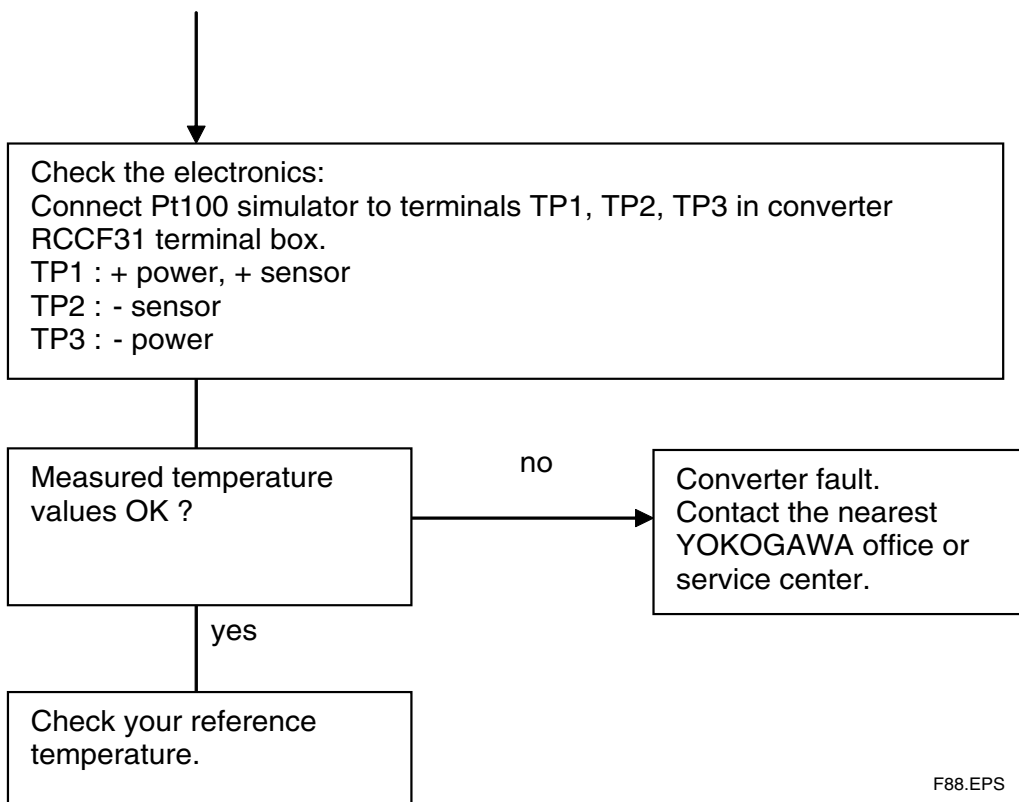 Check the electronics:
Connect Pt100 simulator to terminals TP1, TP2, TP3 in converter
RCCF31 terminal box.
TP1 : + power, + sensor
TP2 : - sensor
TP3 : - power
Measured temperature
values OK ?
no
Converter fault.
Contact the nearest
YOKOGAWA office or
service center.
yes
Check your reference
temperature.
F88.EPS